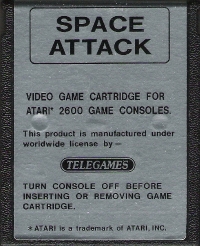 SPACE
ATTACK
VIDEO GAME CARTRIDGE FOR
ATARI* 2600 GAME CONSOLES.
This product is manufactured under
worldwide license by—
TELEGAMES
TURN CONSOLE OFF BEFORE
INSERTING OR REMOVING GAME
CARTRIDGE.
*ATARI is a trademark of ATARI, INC.